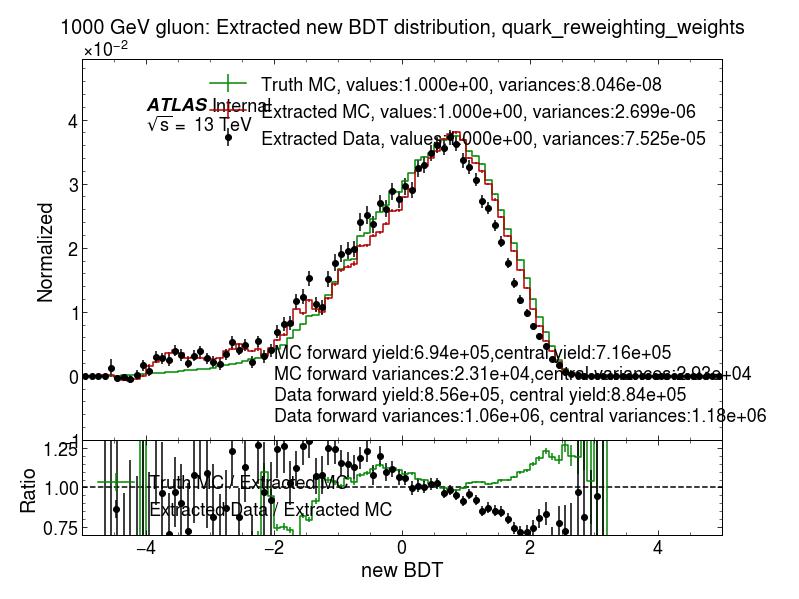 1000 GeV gluon: Extracted new BDT distribution, quark_reweighting_weights
×10⁻²
Truth MC, values:1.000e+00, variances:8.046e-08
ATLAS Internal
Extracted MC, values:1.000e+00, variances:2.699e-06
√s = 13 TeV
Extracted Data, values:1.000e+00, variances:7.525e-05
4
3
2
1
0
Normalized
MC forward yield:6.94e+05,central yield:7.16e+05
MC forward variances:2.31e+04,central variances:2.93e+04
Data forward yield:8.56e+05, central yield:8.84e+05
Data forward variances:1.06e+06, central variances:1.18e+06
1.25
1.00
0.75
Ratio
Truth MC / Extracted MC
Extracted Data / Extracted MC
−4 −2 0 2 4
new BDT